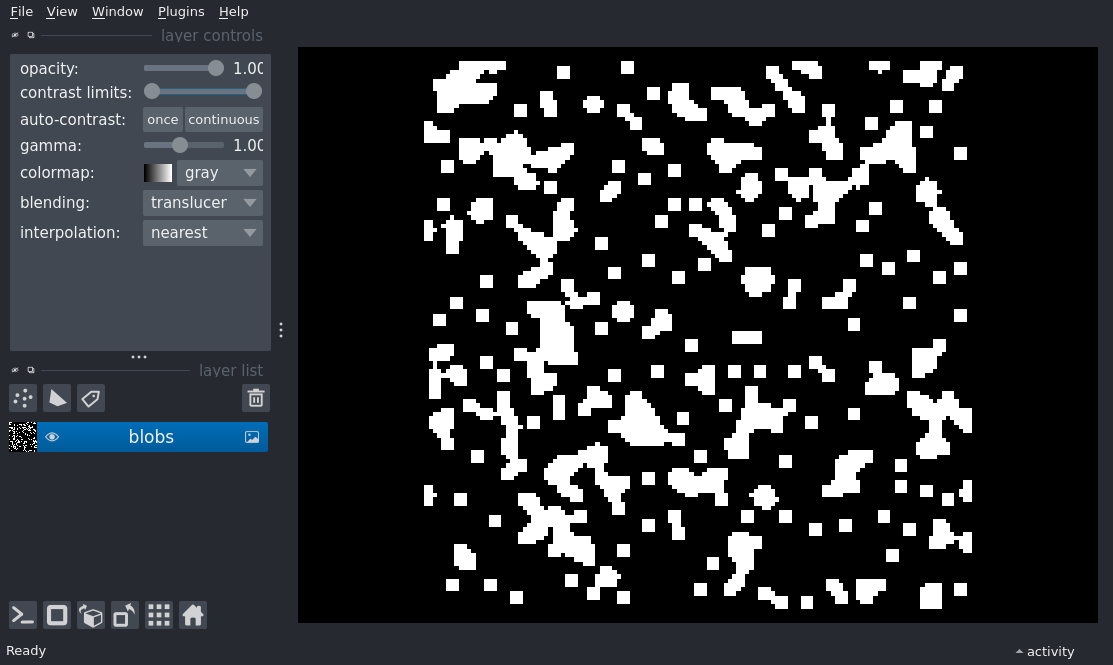 File View Window Plugins Help
layer controls
opacity: 1.00
contrast limits:
auto-contrast: once continuous
gamma: 1.00
colormap: gray
blending: translucer
interpolation: nearest
layer list
blobs
Ready
activity